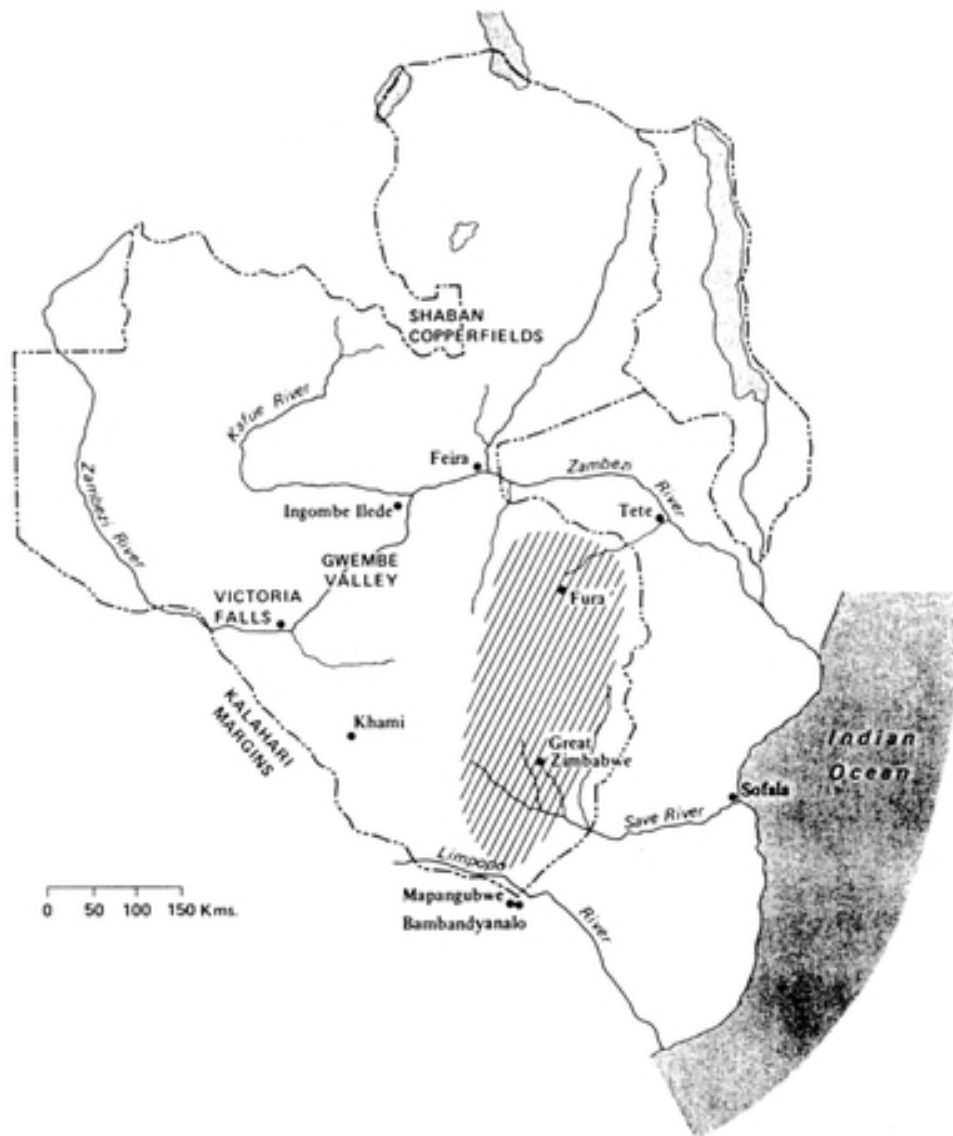 SHABAN
COPPERFIELDS
Kafue River
Feira
Zambezi
River
Zambezi River
Ingombe Ilede
Tete
GWEMBE
VALLEY
VICTORIA
FALLS
Fura
KALAHARI
MARGINS
Khami
Great
Zimbabwe
Indian
Ocean
Sofala
Save River
Limpopo
River
Mapangubwe
Bambandyanalo
0 50 100 150 Kms.